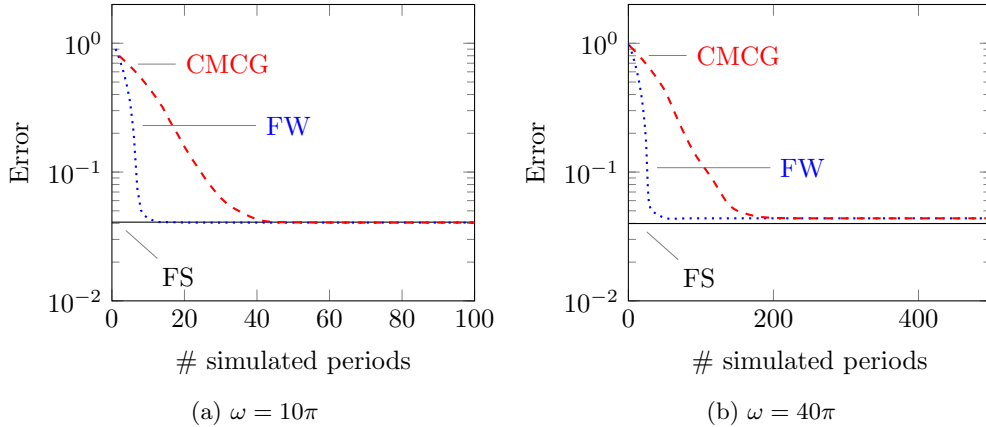 10^0
10^−1
10^−2
Error
CMCG
FW
FS
0 20 40 60 80 100
# simulated periods
(a) ω = 10π
10^0
10^−1
10^−2
Error
CMCG
FW
FS
0 200 400
# simulated periods
(b) ω = 40π